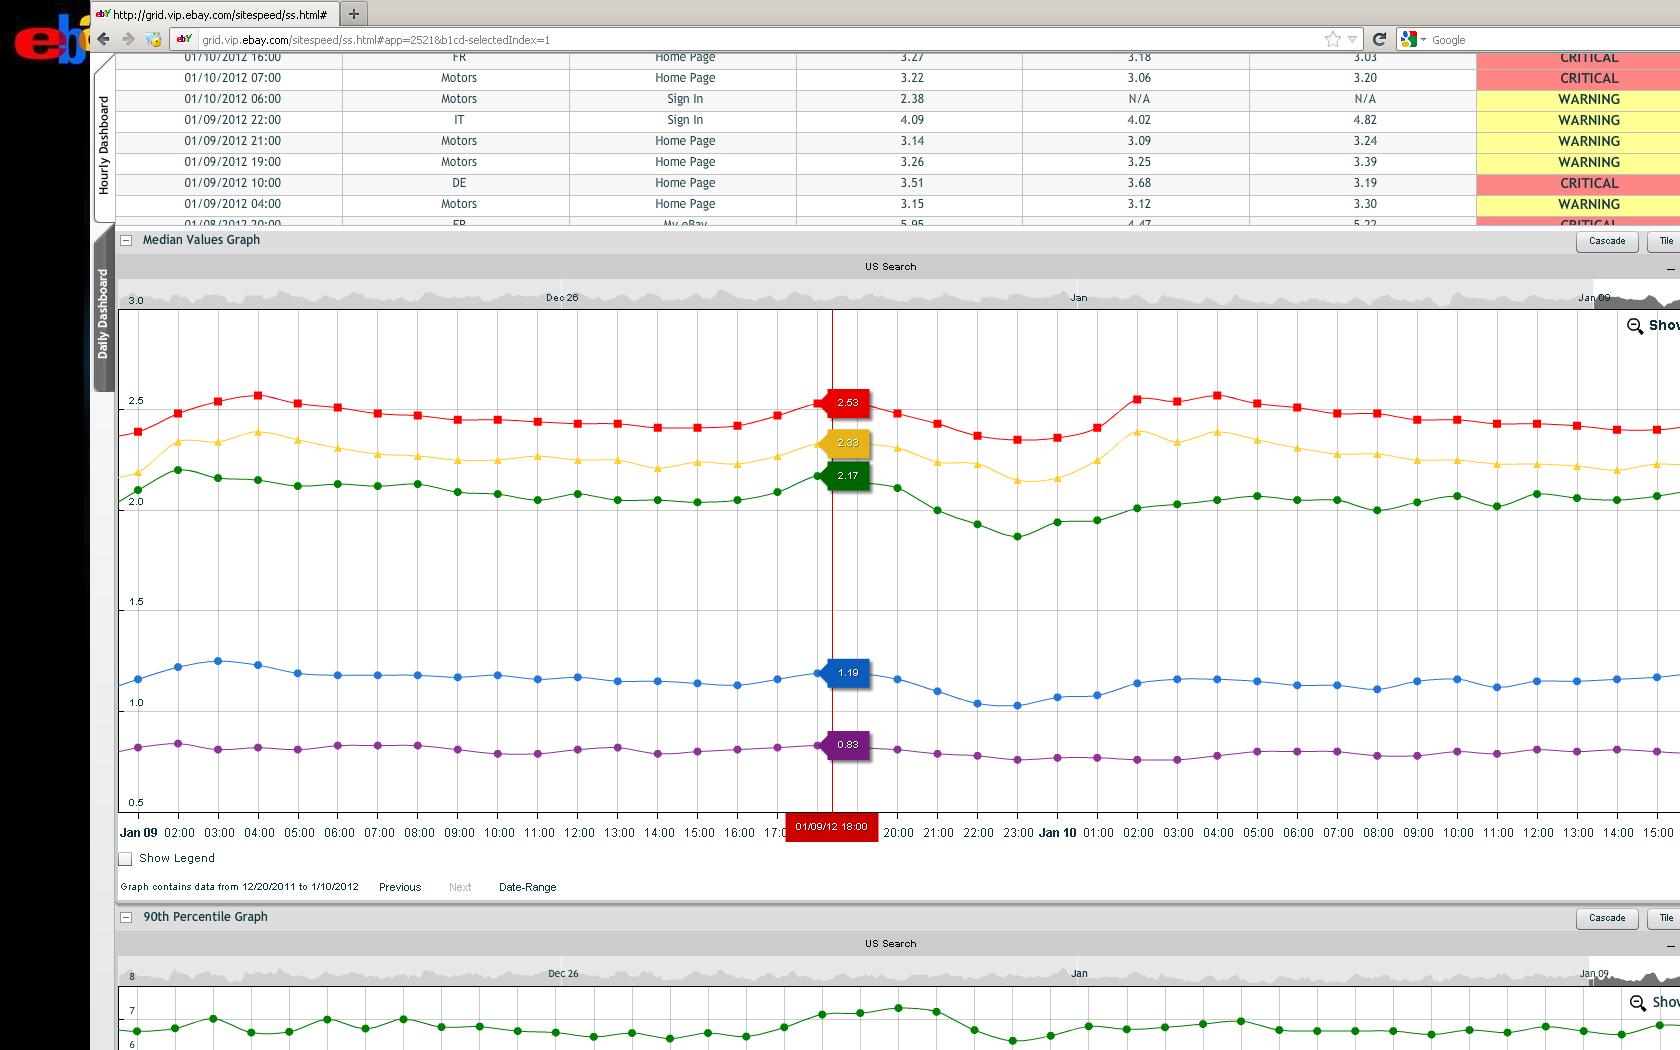 eb
http://grid.vip.ebay.com/sitespeed/ss.html#
grid.vip.ebay.com/sitespeed/ss.html#app=2521&b1cd-selectedIndex=1
Google
Hourly Dashboard
Daily Dashboard
01/10/2012 16:00 FR Home Page 3.27 3.18 3.03 CRITICAL
01/10/2012 07:00 Motors Home Page 3.22 3.06 3.20 CRITICAL
01/10/2012 06:00 Motors Sign In 2.38 N/A N/A WARNING
01/09/2012 22:00 IT Sign In 4.09 4.02 4.82 WARNING
01/09/2012 21:00 Motors Home Page 3.14 3.09 3.24 WARNING
01/09/2012 19:00 Motors Home Page 3.26 3.25 3.39 WARNING
01/09/2012 10:00 DE Home Page 3.51 3.68 3.19 CRITICAL
01/09/2012 04:00 Motors Home Page 3.15 3.12 3.30 WARNING
01/08/2012 20:00 FR My eBay 5.95 4.47 5.22 CRITICAL
Median Values Graph Cascade Tile
US Search
Dec 26 Jan Jan 09
3.0
Show
2.5
2.53
2.33
2.17
2.0
1.5
1.19
1.0
0.83
0.5
Jan 09 02:00 03:00 04:00 05:00 06:00 07:00 08:00 09:00 10:00 11:00 12:00 13:00 14:00 15:00 16:00 17:0 01/09/12 18:00 20:00 21:00 22:00 23:00 Jan 10 01:00 02:00 03:00 04:00 05:00 06:00 07:00 08:00 09:00 10:00 11:00 12:00 13:00 14:00 15:00
Show Legend
Graph contains data from 12/20/2011 to 1/10/2012 Previous Next Date-Range
90th Percentile Graph Cascade Tile
US Search
Dec 26 Jan Jan 09
8
Show
7
6